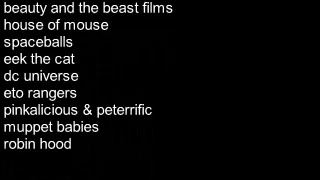 beauty and the beast films
house of mouse
spaceballs
eek the cat
dc universe
eto rangers
pinkalicious & peterrific
muppet babies
robin hood